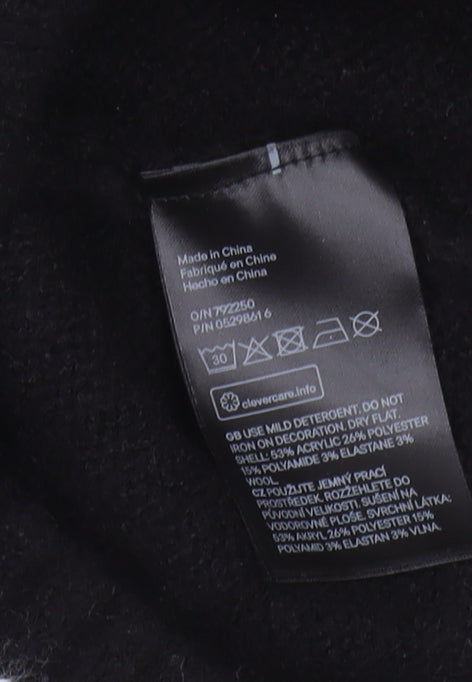 Made in China
Fabriqué en Chine
Hecho en China
O/N 792250
P/N 0529861 6
30
clevercare.info
GB USE MILD DETERGENT, DO NOT
IRON ON DECORATION. DRY FLAT.
SHELL: 53% ACRYLIC 26% POLYESTER
15% POLYAMIDE 3% ELASTANE 3%
WOOL
CZ POUŽIJTE JEMNÝ PRACÍ
PROSTŘEDEK. ROZŽEHLETE DO
PŮVODNÍ VELIKOSTI. SUŠENÍ NA
VODOROVNÉ PLOŠE. SVRCHNÍ LÁTKA:
53% AKRYL 26% POLYESTER 15%
POLYAMID 3% ELASTAN 3% VLNA.